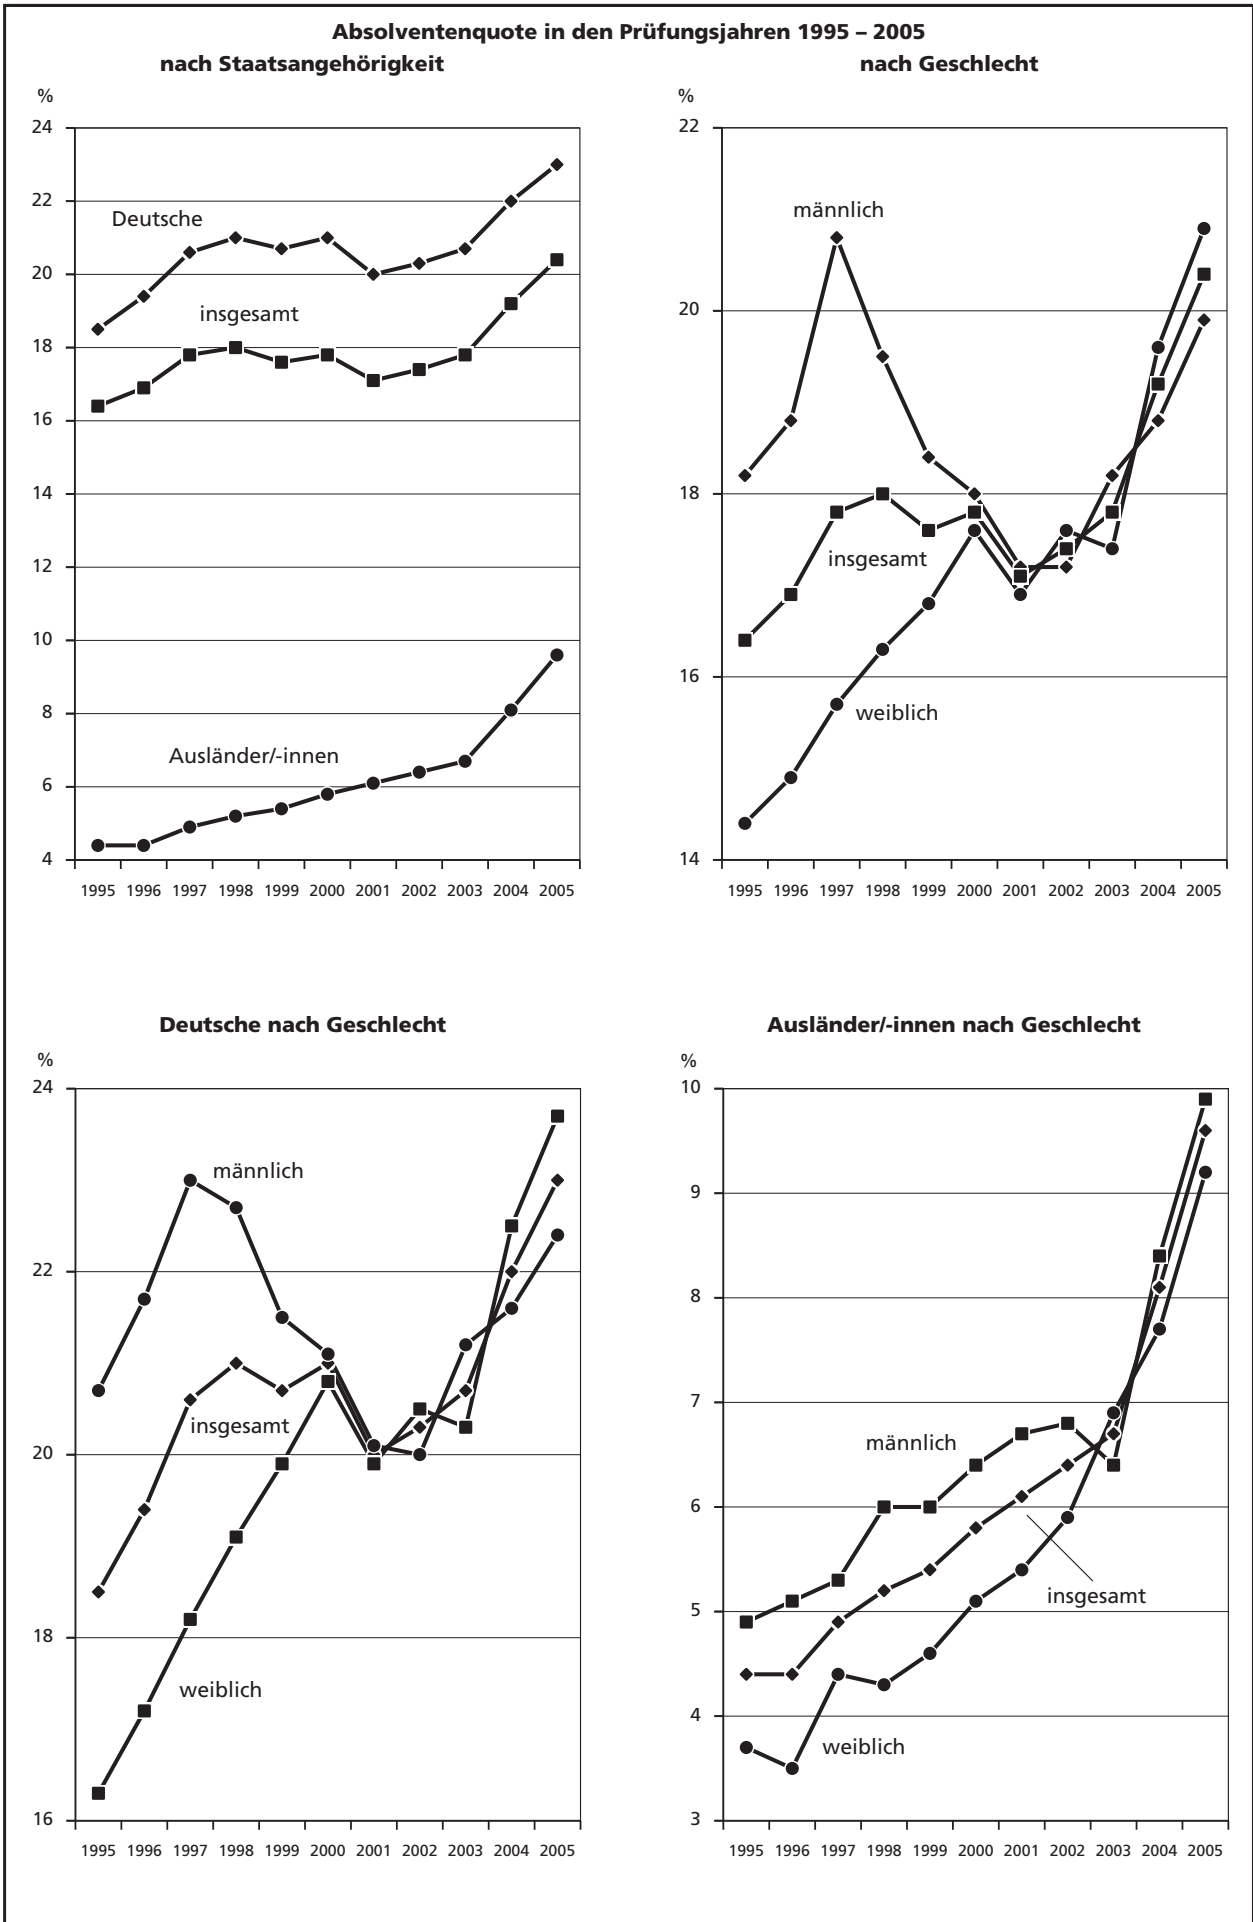 Absolventenquote in den Prüfungsjahren 1995 – 2005
nach Staatsangehörigkeit
%
24
22
20
18
16
14
12
10
8
6
4
Deutsche
insgesamt
Ausländer/-innen
1995 1996 1997 1998 1999 2000 2001 2002 2003 2004 2005
nach Geschlecht
%
22
20
18
16
14
männlich
insgesamt
weiblich
1995 1996 1997 1998 1999 2000 2001 2002 2003 2004 2005
Deutsche nach Geschlecht
%
24
22
20
18
16
männlich
insgesamt
weiblich
1995 1996 1997 1998 1999 2000 2001 2002 2003 2004 2005
Ausländer/-innen nach Geschlecht
%
10
9
8
7
6
5
4
3
männlich
insgesamt
weiblich
1995 1996 1997 1998 1999 2000 2001 2002 2003 2004 2005